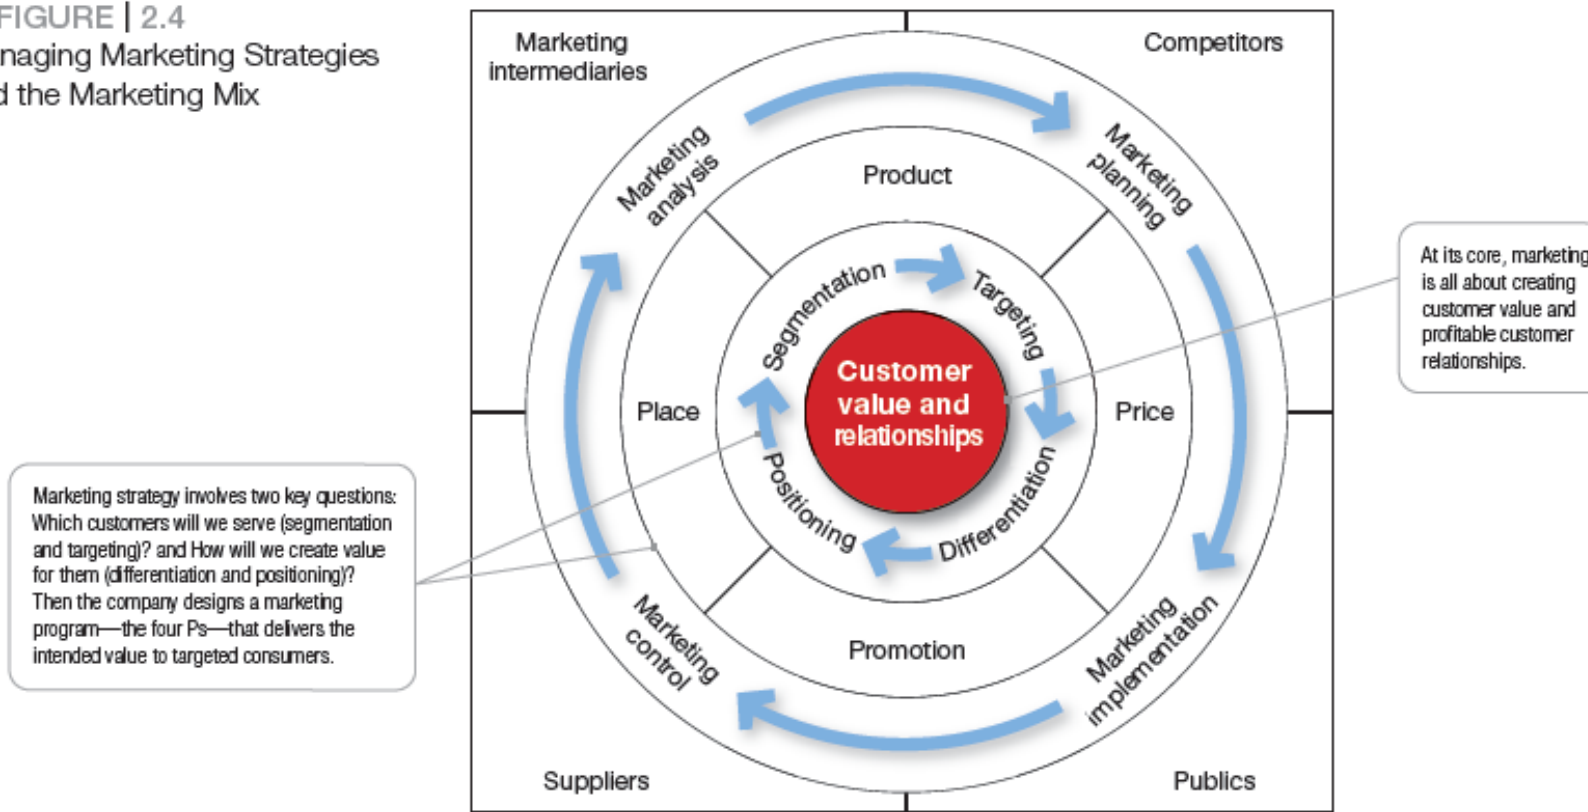 FIGURE | 2.4
naging Marketing Strategies
d the Marketing Mix
Marketing
intermediaries
Competitors
Marketing
analysis
Marketing
planning
Product
Segmentation
Targeting
At its core, marketing
is all about creating
customer value and
profitable customer
relationships.
Customer
value and
relationships
Place
Price
Positioning
Differentiation
Marketing strategy involves two key questions:
Which customers will we serve (segmentation
and targeting)? and How will we create value
for them (differentiation and positioning)?
Then the company designs a marketing
program—the four Ps—that delivers the
intended value to targeted consumers.
Marketing
control
Promotion
Marketing
implementation
Suppliers
Publics